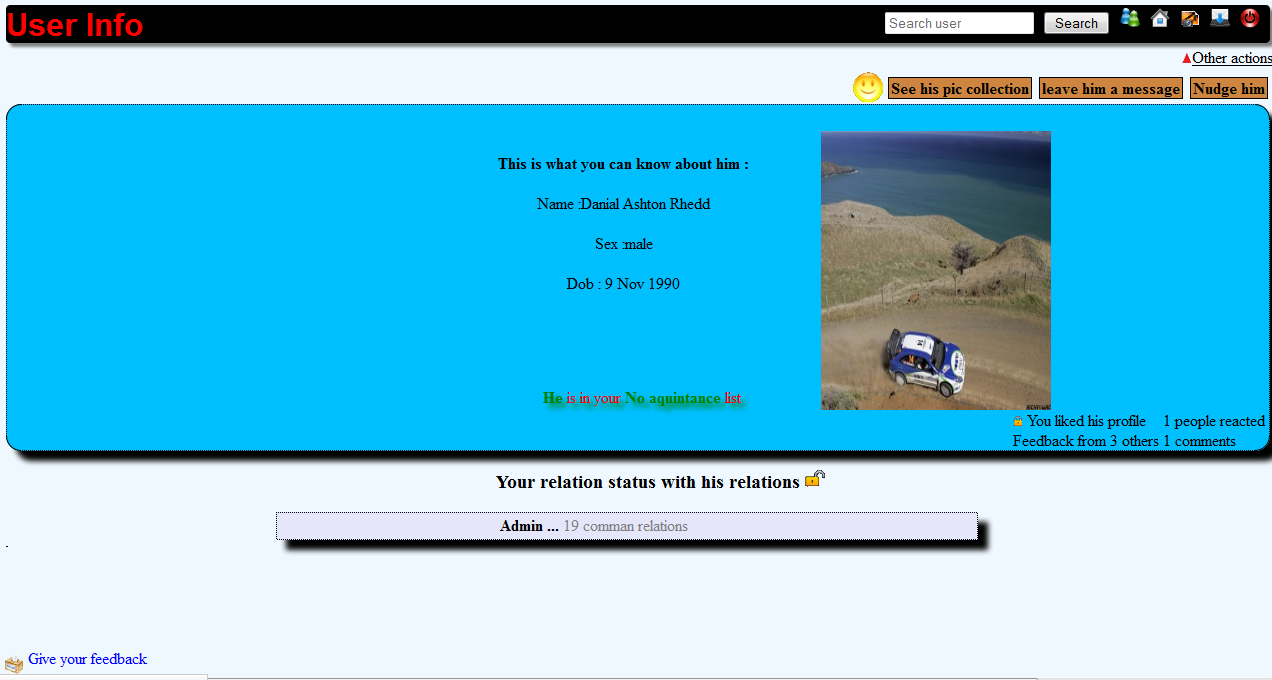 User Info
Search user
Search
Other actions
See his pic collection
leave him a message
Nudge him
This is what you can know about him :
Name :Danial Ashton Rhedd
Sex :male
Dob : 9 Nov 1990
He is in your No aquintance list
You liked his profile
1 people reacted
Feedback from 3 others
1 comments
Your relation status with his relations
Admin ... 19 comman relations
.
Give your feedback